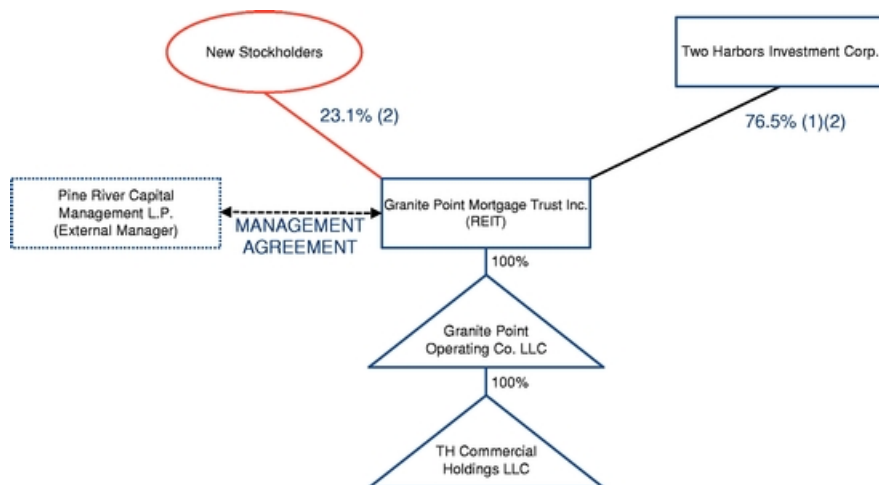 New Stockholders
Two Harbors Investment Corp.
23.1% (2)
76.5% (1)(2)
Pine River Capital
Management L.P.
(External Manager)
MANAGEMENT
AGREEMENT
Granite Point Mortgage Trust Inc.
(REIT)
100%
Granite Point
Operating Co. LLC
100%
TH Commercial
Holdings LLC